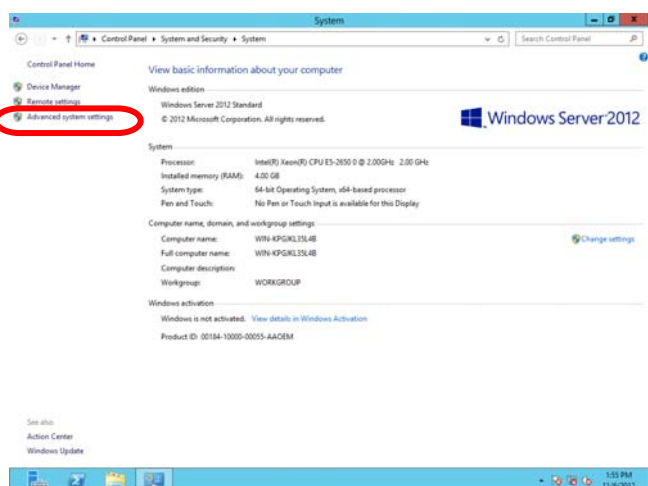 System
Control Panel ▸ System and Security ▸ System
Search Control Panel
Control Panel Home
Device Manager
Remote settings
Advanced system settings
View basic information about your computer
Windows edition
Windows Server 2012 Standard
© 2012 Microsoft Corporation. All rights reserved.
Windows Server 2012
System
Processor: Intel(R) Xeon(R) CPU E5-2650 0 @ 2.00GHz 2.00 GHz
Installed memory (RAM): 4.00 GB
System type: 64-bit Operating System, x64-based processor
Pen and Touch: No Pen or Touch Input is available for this Display
Computer name, domain, and workgroup settings
Computer name:
Change settings
Full computer name:
Computer description:
Workgroup: WORKGROUP
Windows activation
Windows is not activated. View details in Windows Activation
Product ID: 00184-10000-00055-AAOEM
See also
Action Center
Windows Update
1:55 PM